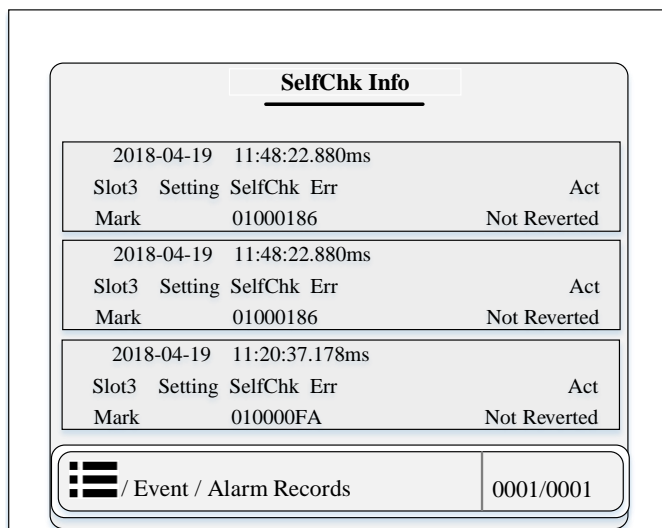 SelfChk Info
2018-04-19 11:48:22.880ms
Slot3 Setting SelfChk Err Act
Mark 01000186 Not Reverted
2018-04-19 11:48:22.880ms
Slot3 Setting SelfChk Err Act
Mark 01000186 Not Reverted
2018-04-19 11:20:37.178ms
Slot3 Setting SelfChk Err Act
Mark 010000FA Not Reverted
/ Event / Alarm Records 0001/0001